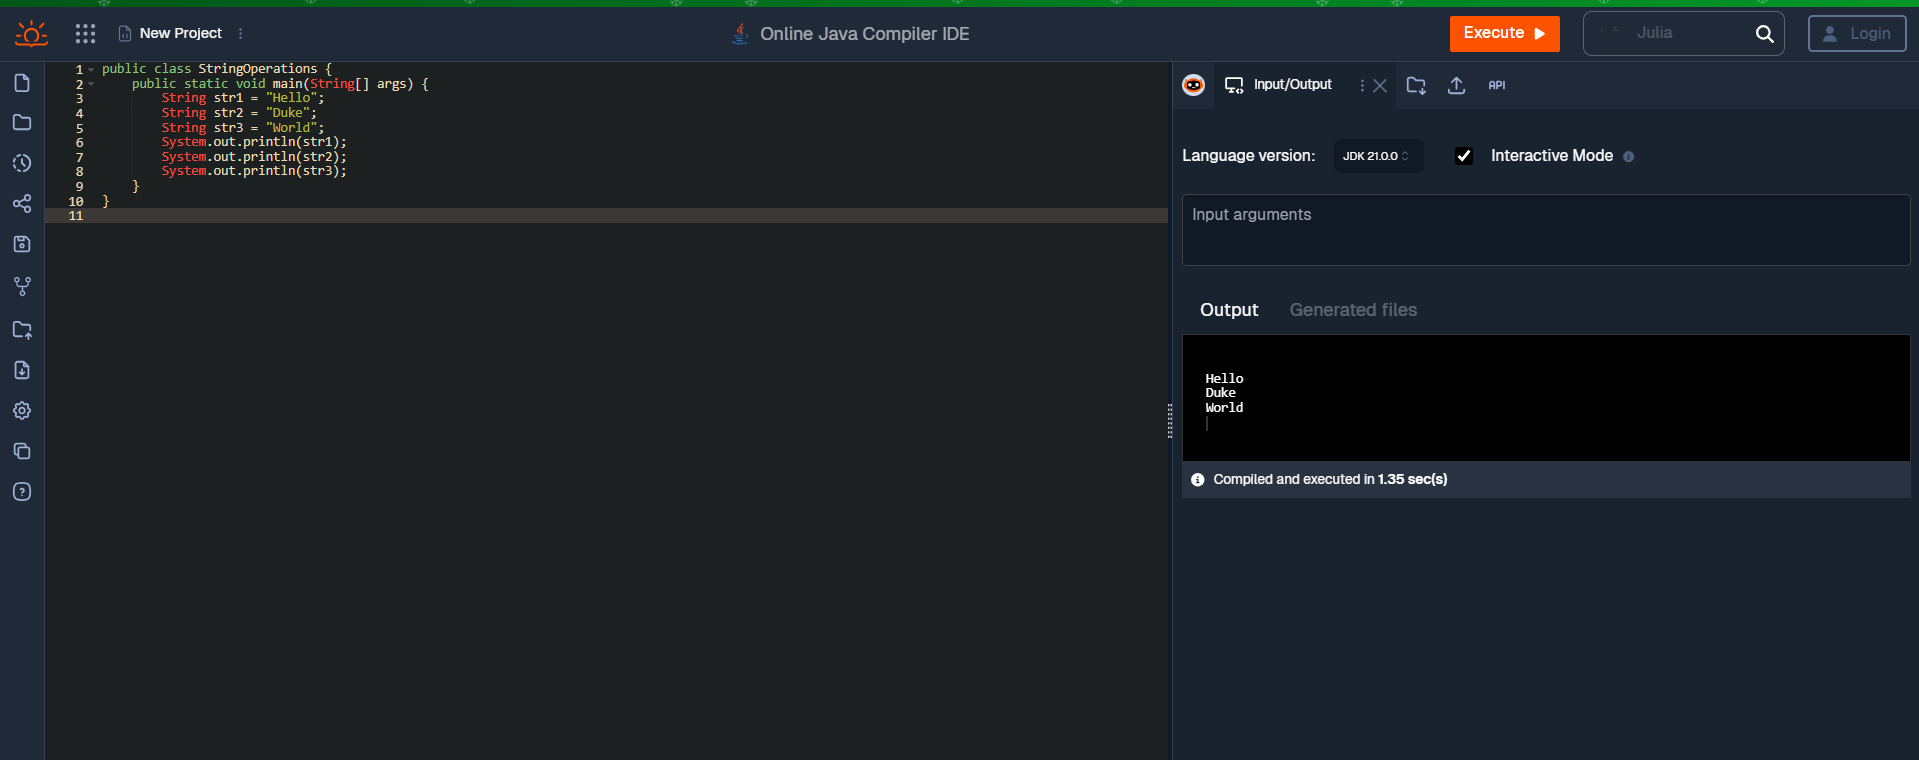 New Project
Online Java Compiler IDE
Execute
Julia
Login
1 public class StringOperations {
2     public static void main(String[] args) {
3         String str1 = "Hello";
4         String str2 = "Duke";
5         String str3 = "World";
6         System.out.println(str1);
7         System.out.println(str2);
8         System.out.println(str3);
9     }
10 }
11
Input/Output
API
Language version:
JDK 21.0.0
Interactive Mode
Input arguments
Output
Generated files
Hello
Duke
World
Compiled and executed in 1.35 sec(s)